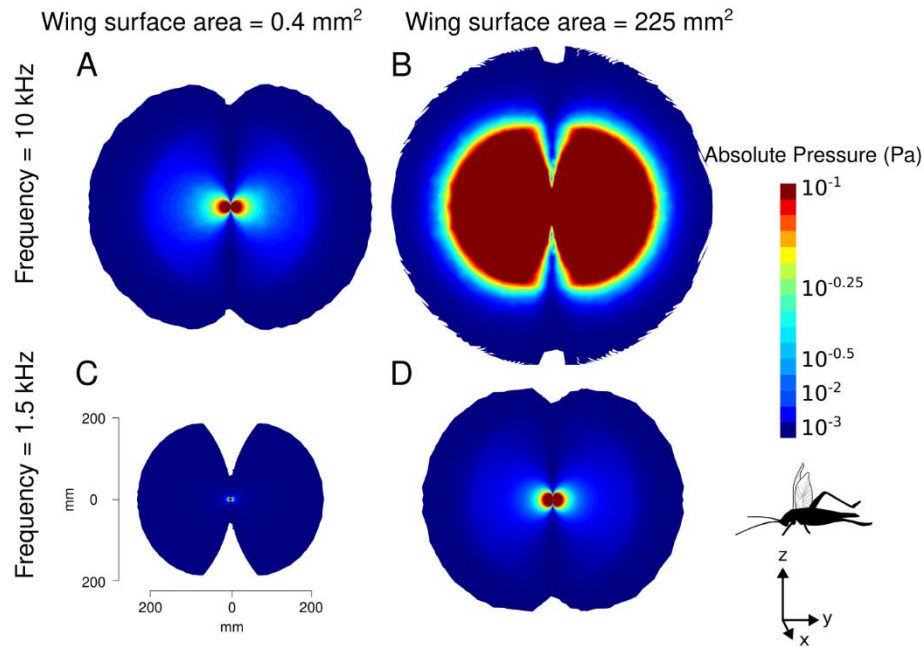 Wing surface area = 0.4 mm² Wing surface area = 225 mm²
Frequency = 10 kHz
A
B
Absolute Pressure (Pa)
10⁻¹
10⁻⁰·²⁵
10⁻⁰·⁵
10⁻²
10⁻³
Frequency = 1.5 kHz
C
D
200
0
200
mm
200 0 200
mm
z
y
x